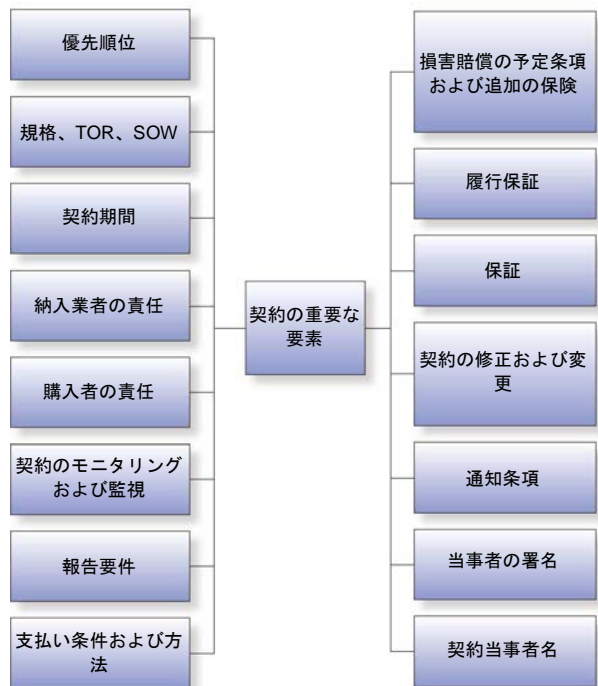 優先順位
規格、TOR、SOW
契約期間
納入業者の責任
購入者の責任
契約のモニタリング
および監視
報告要件
支払い条件および方
法
契約の重要な
要素
損害賠償の予定条項
および追加の保険
履行保証
保証
契約の修正および変
更
通知条項
当事者の署名
契約当事者名